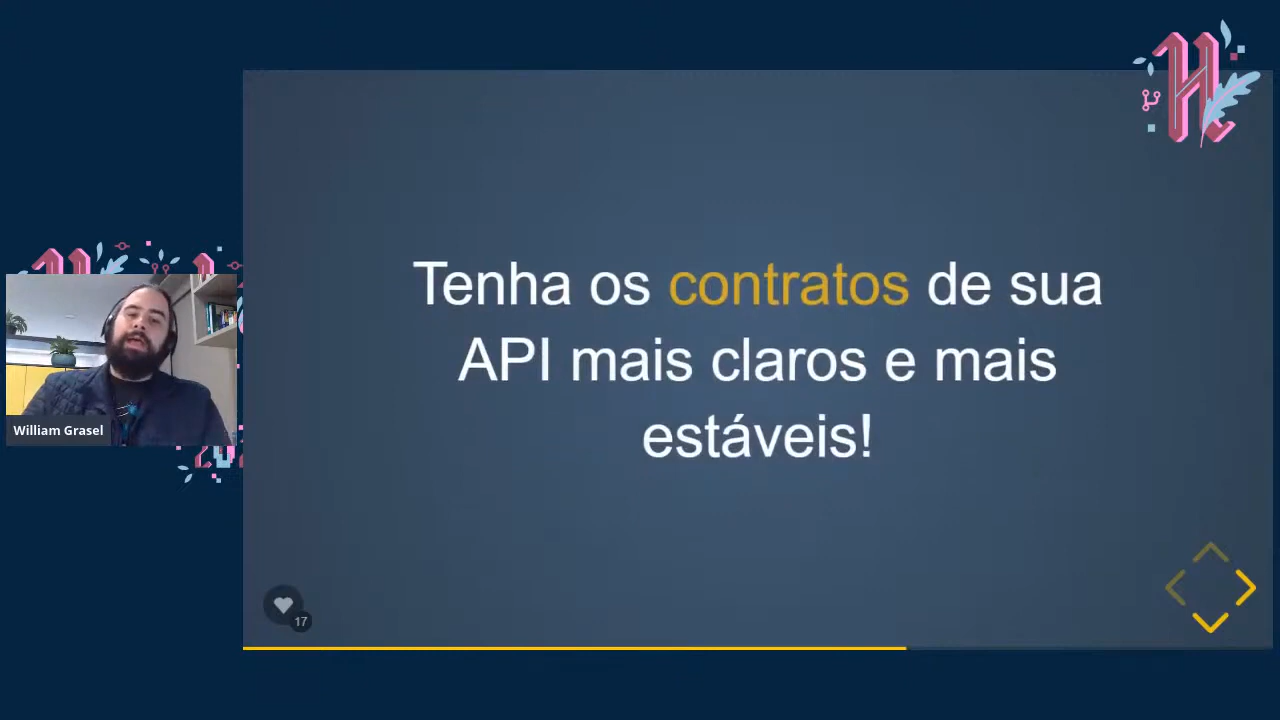 Tenha os contratos de sua
API mais claros e mais
estáveis!
William Grasel
17